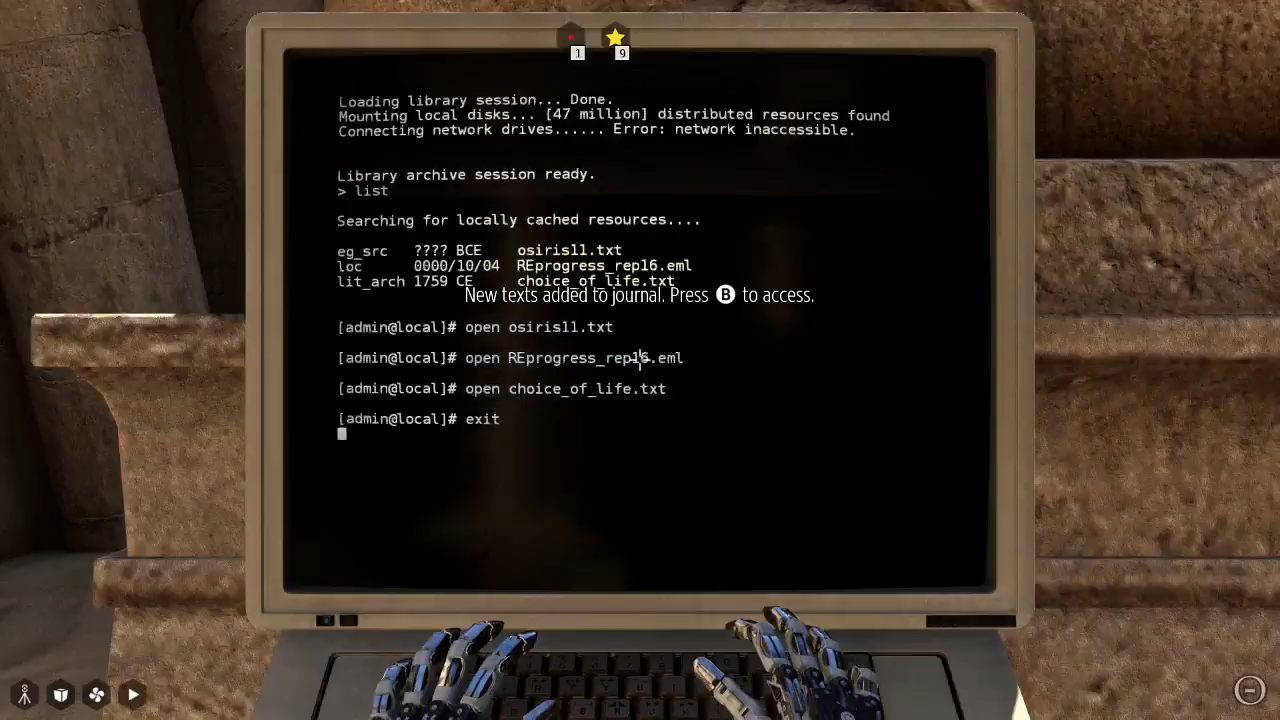 1 9
Loading library session... Done.
Mounting local disks... [47 million] distributed resources found
Connecting network drives...... Error: network inaccessible.
Library archive session ready.
> list
Searching for locally cached resources....
eg_src ???? BCE osiris11.txt
loc 0000/10/04 REprogress_rep16.eml
lit_arch 1759 CE choice_of_life.txt
New texts added to journal. Press B to access.
[admin@local]# open osiris11.txt
[admin@local]# open REprogress_rep16.eml
[admin@local]# open choice_of_life.txt
[admin@local]# exit